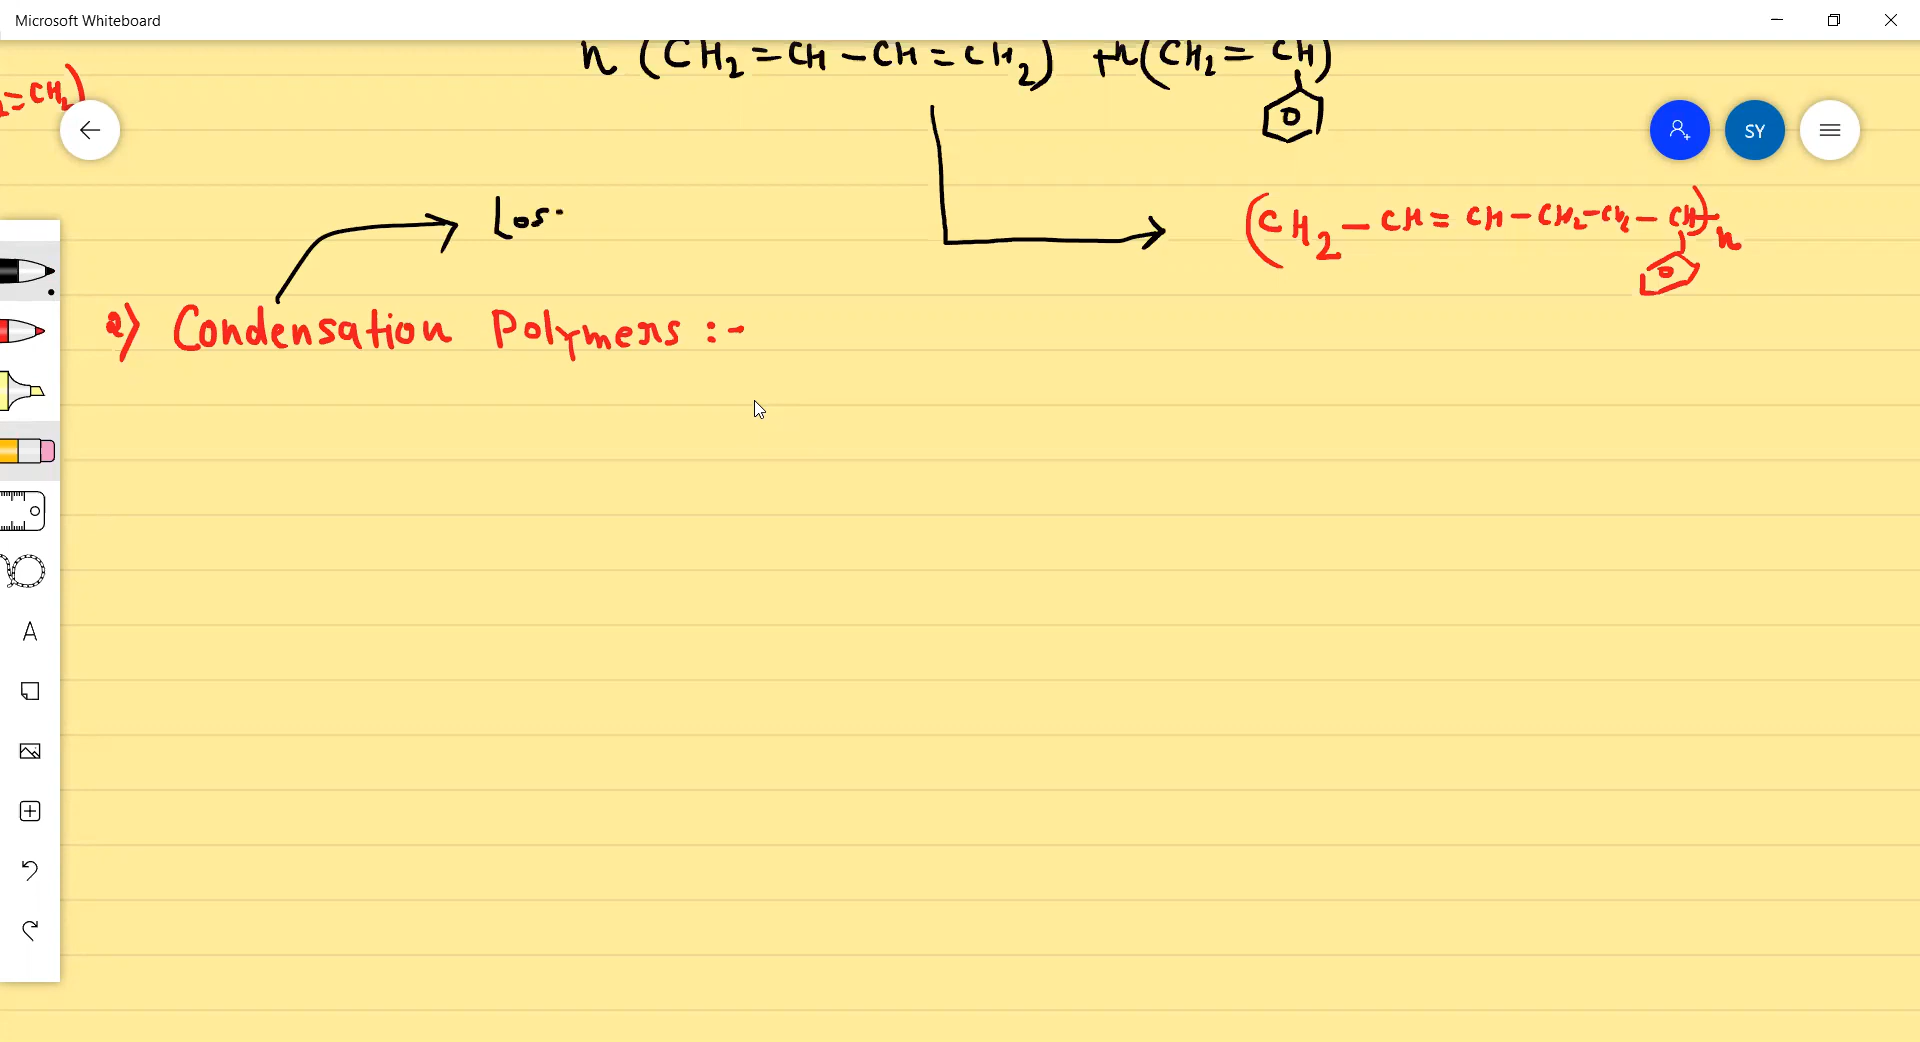 Microsoft Whiteboard
n (CH2=CH-CH=CH2) +n(CH2=CH)
=CH2)
SY
Los
(CH2-CH=CH-CH2-CH2-CH)n
2) Condensation Polymers :-
A